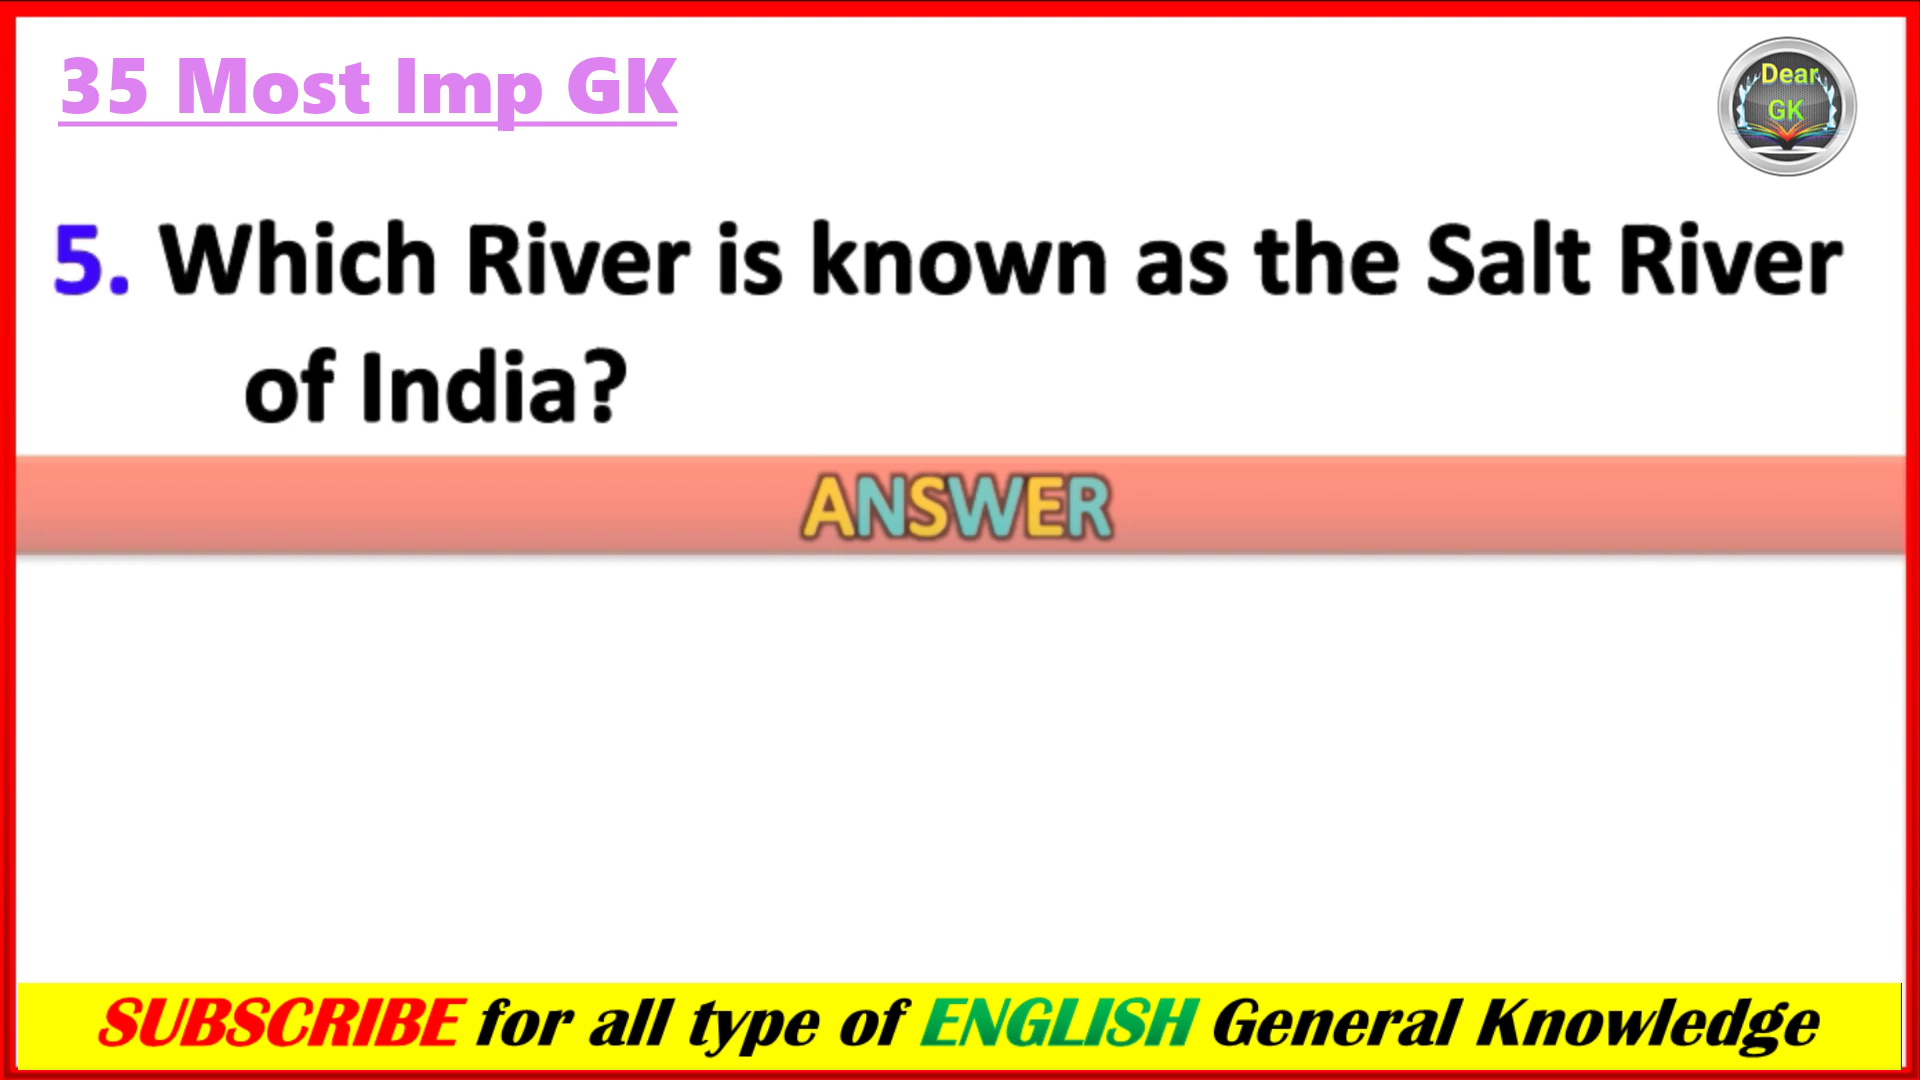 35 Most Imp GK
Dear
GK
5. Which River is known as the Salt River
of India?
ANSWER
SUBSCRIBE for all type of ENGLISH General Knowledge